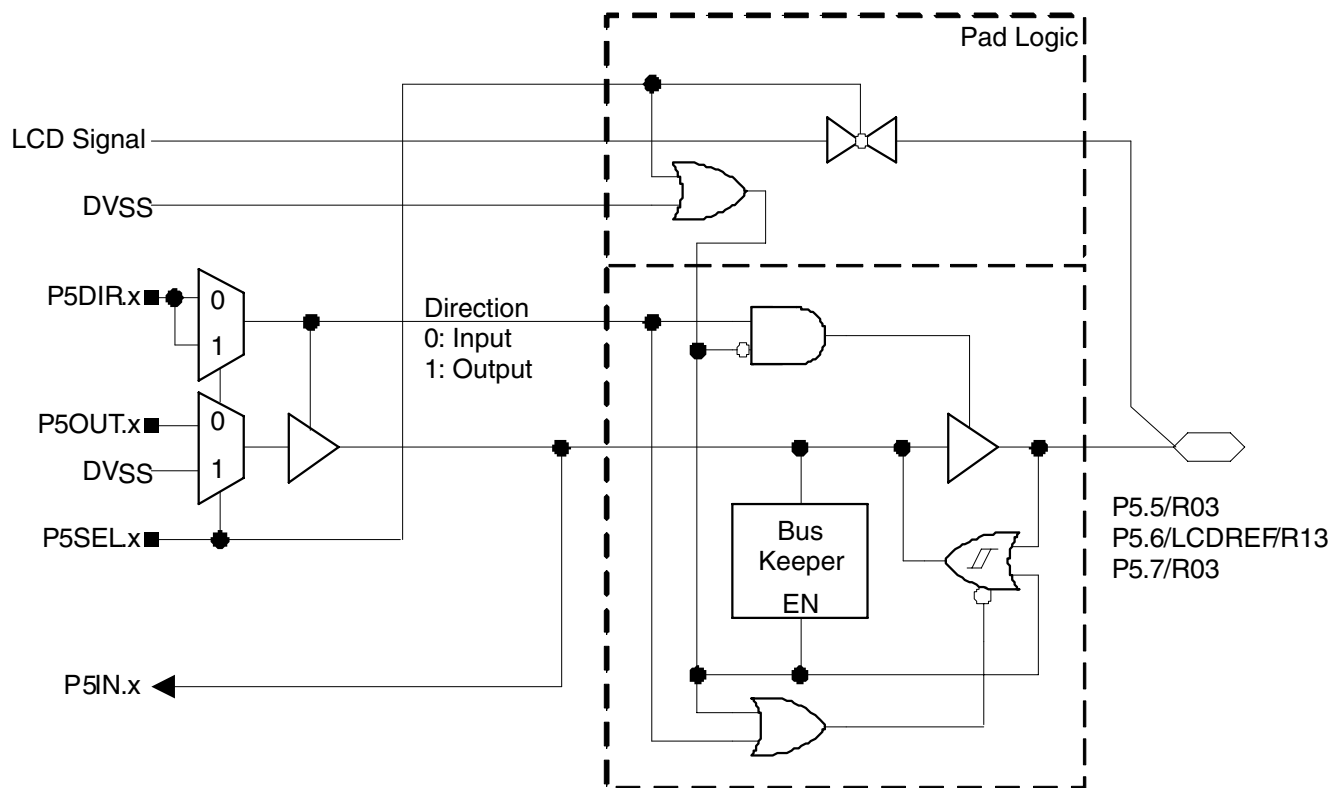 Pad Logic
LCD Signal
DVSS
P5DIR.x
0
1
Direction
0: Input
1: Output
P5OUT.x
0
DVSS
1
P5SEL.x
Bus
Keeper
EN
P5.5/R03
P5.6/LCDREF/R13
P5.7/R03
P5IN.x